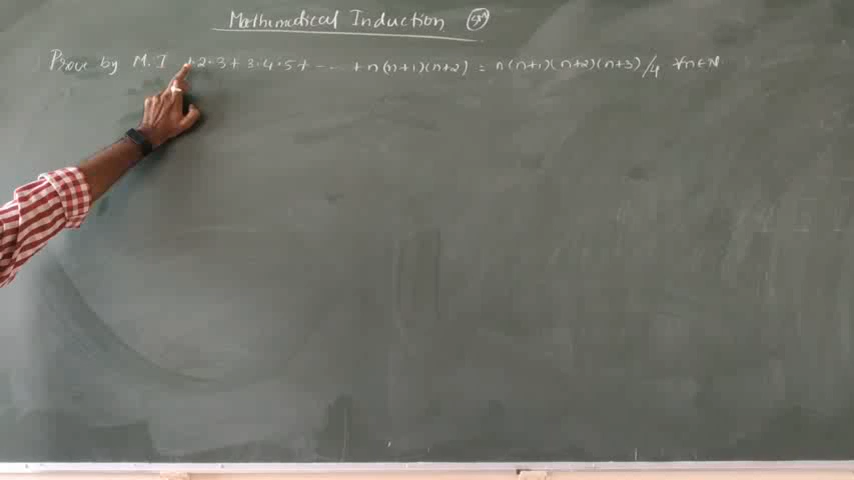 Mathematical Induction
Prove by M.I ·2·3+ 3·4·5+ --- + n(n+1)(n+2) = n(n+1)(n+2)(n+3)/4 ∀n∈N